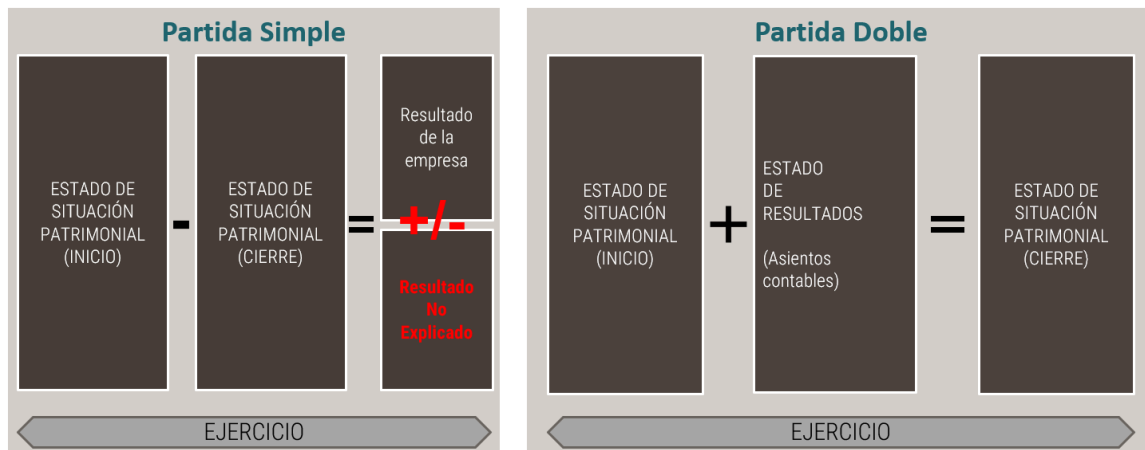 Partida Simple
ESTADO DE
SITUACIÓN
PATRIMONIAL
(INICIO)
-
ESTADO DE
SITUACIÓN
PATRIMONIAL
(CIERRE)
=
Resultado
de la
empresa
+/-
Resultado
No
Explicado
EJERCICIO
Partida Doble
ESTADO DE
SITUACIÓN
PATRIMONIAL
(INICIO)
+
ESTADO
DE
RESULTADOS
(Asientos
contables)
=
ESTADO DE
SITUACIÓN
PATRIMONIAL
(CIERRE)
EJERCICIO